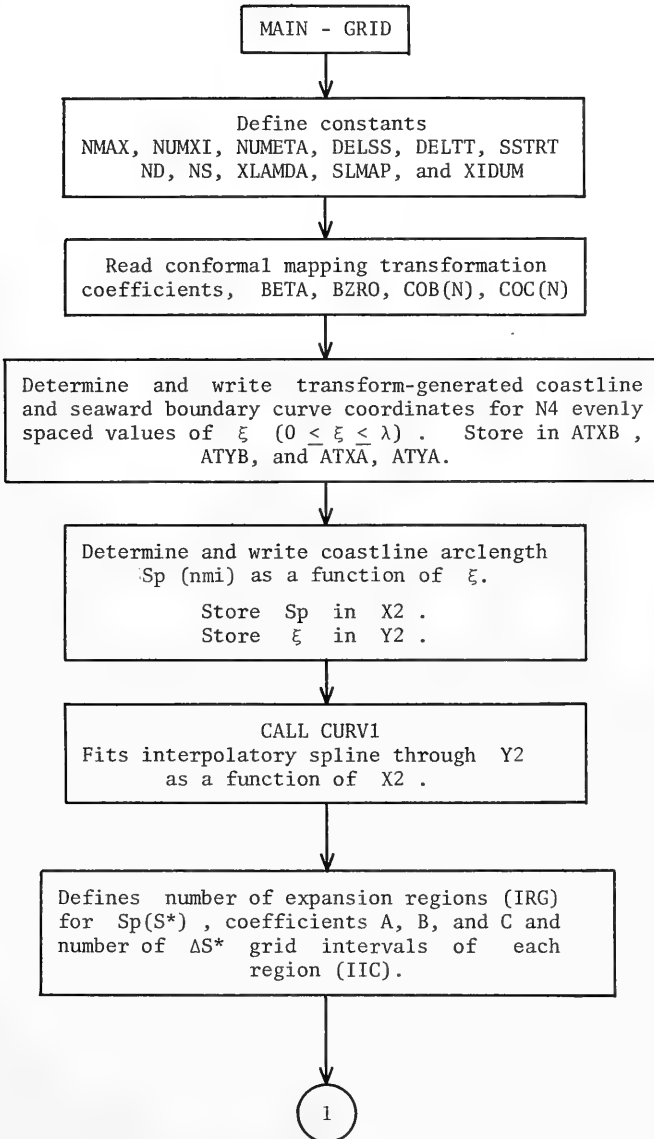 MAIN - GRID
Define constants
NMAX, NUMXI, NUMETA, DELSS, DELTT, SSTRT
ND, NS, XLAMDA, SLMAP, and XIDUM
Read conformal mapping transformation
coefficients, BETA, BZRO, COB(N), COC(N)
Determine and write transform-generated coastline
and seaward boundary curve coordinates for N4 evenly
spaced values of ξ (0 ≤ ξ ≤ λ) . Store in ATXB ,
ATYB, and ATXA, ATYA.
Determine and write coastline arclength
Sp (nmi) as a function of ξ.
Store Sp in X2 .
Store ξ in Y2 .
CALL CURV1
Fits interpolatory spline through Y2
as a function of X2 .
Defines number of expansion regions (IRG)
for Sp(S*) , coefficients A, B, and C and
number of ΔS* grid intervals of each
region (IIC).
1